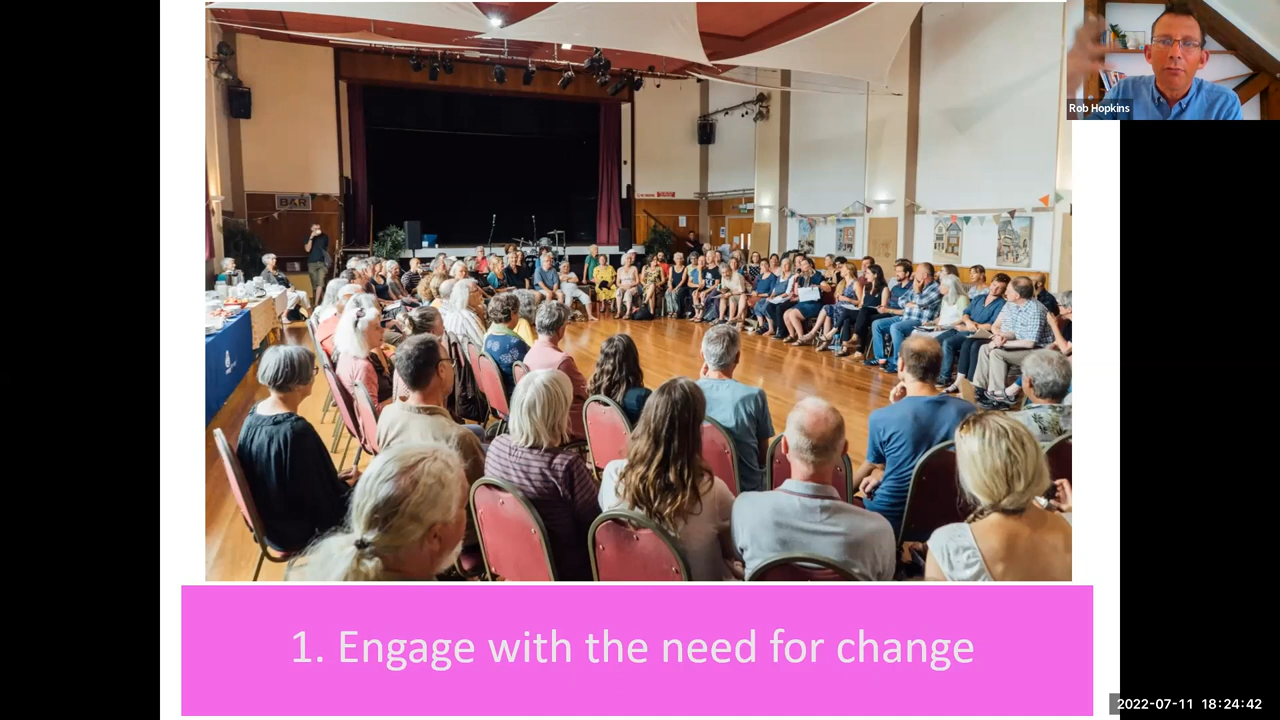 Rob Hopkins
BAR
1. Engage with the need for change
2022-07-11 18:24:42